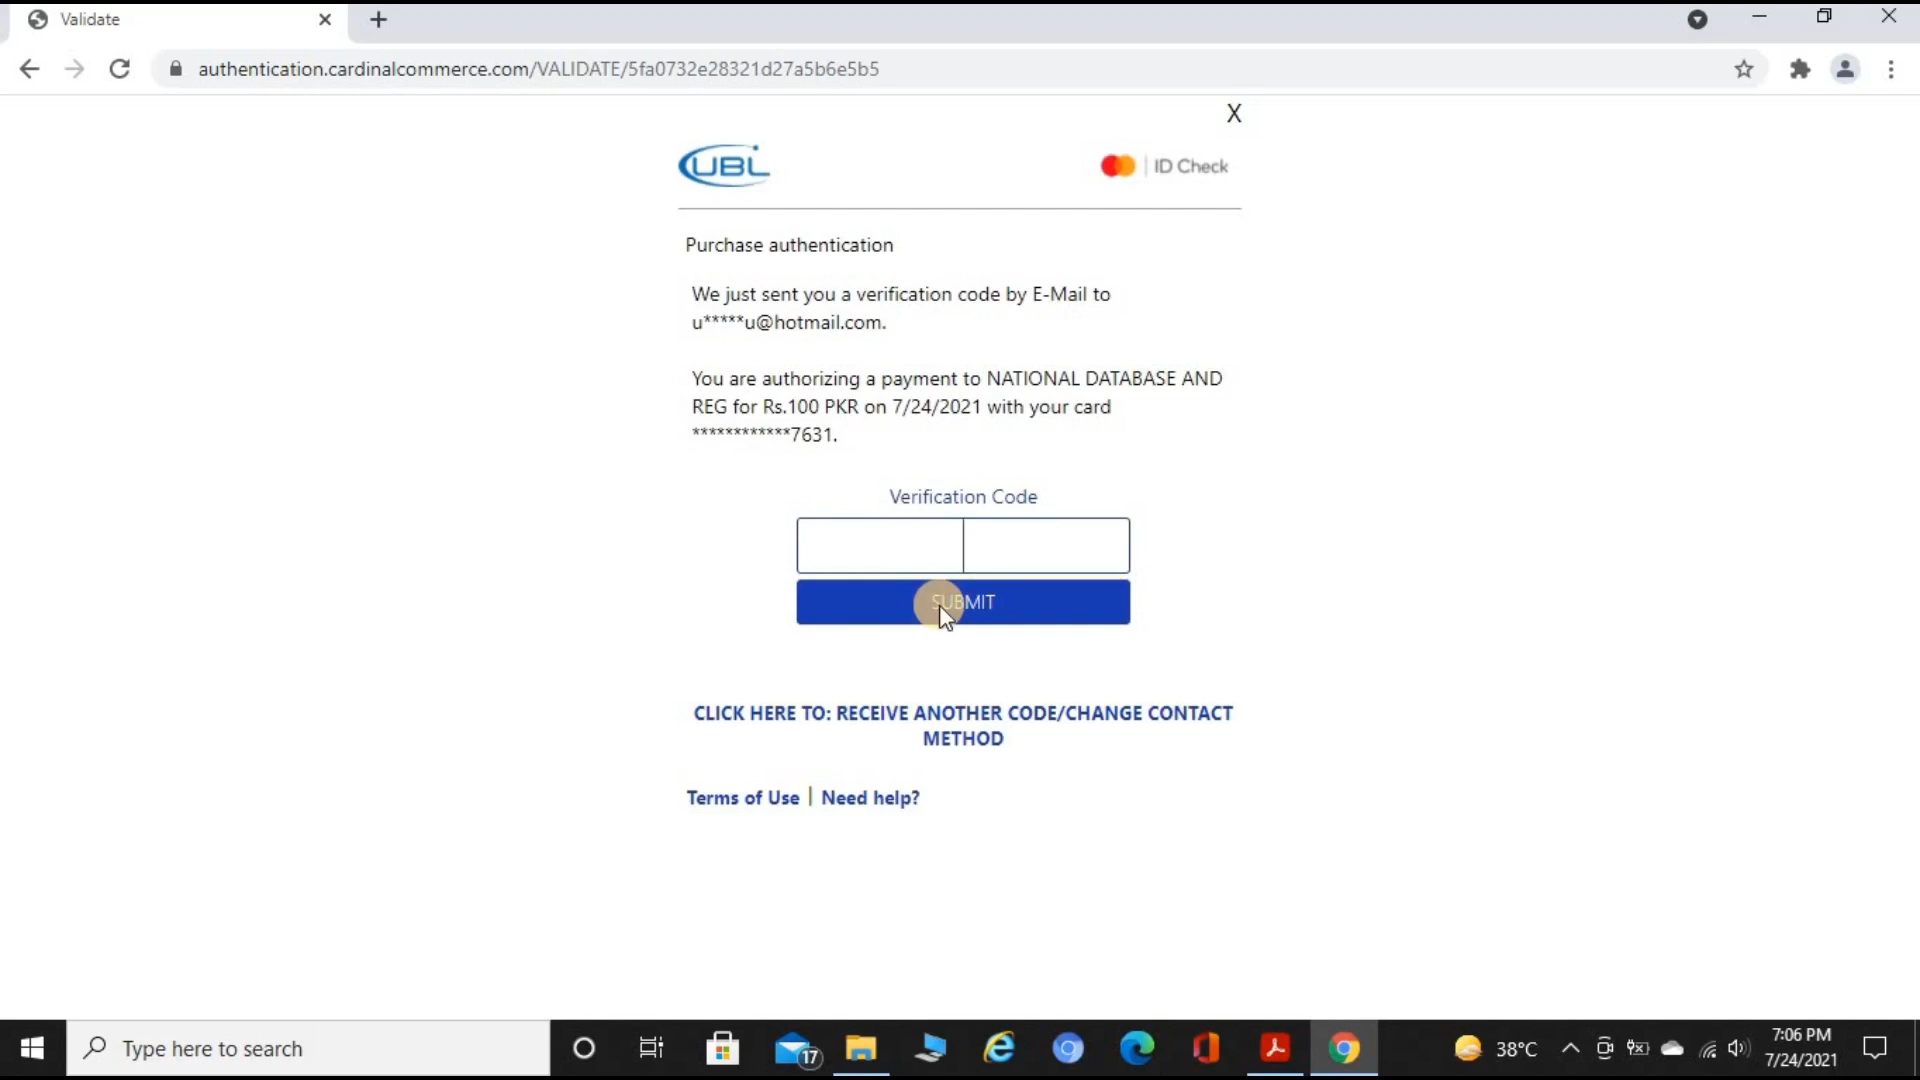 Validate
authentication.cardinalcommerce.com/VALIDATE/5fa0732e28321d27a5b6e5b5
X
UBL
ID Check
Purchase authentication
We just sent you a verification code by E-Mail to
u*****u@hotmail.com.
You are authorizing a payment to NATIONAL DATABASE AND
REG for Rs.100 PKR on 7/24/2021 with your card
************7631.
Verification Code
SUBMIT
CLICK HERE TO: RECEIVE ANOTHER CODE/CHANGE CONTACT
METHOD
Terms of Use | Need help?
Type here to search
17
38°C
7:06 PM
7/24/2021